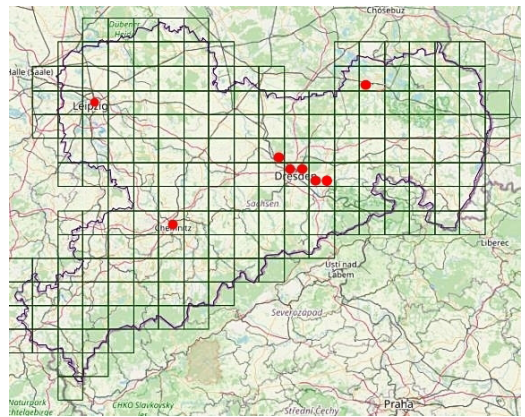 Chóśebuz
Dübener
Heide
Halle (Saale)
Leipzig
Dresden
Sachsen
Chemnitz
Liberec
Ústí nad
Labem
Severozápad
Praha
Naturpark
CHKO Slavkovský
Střední Čechy